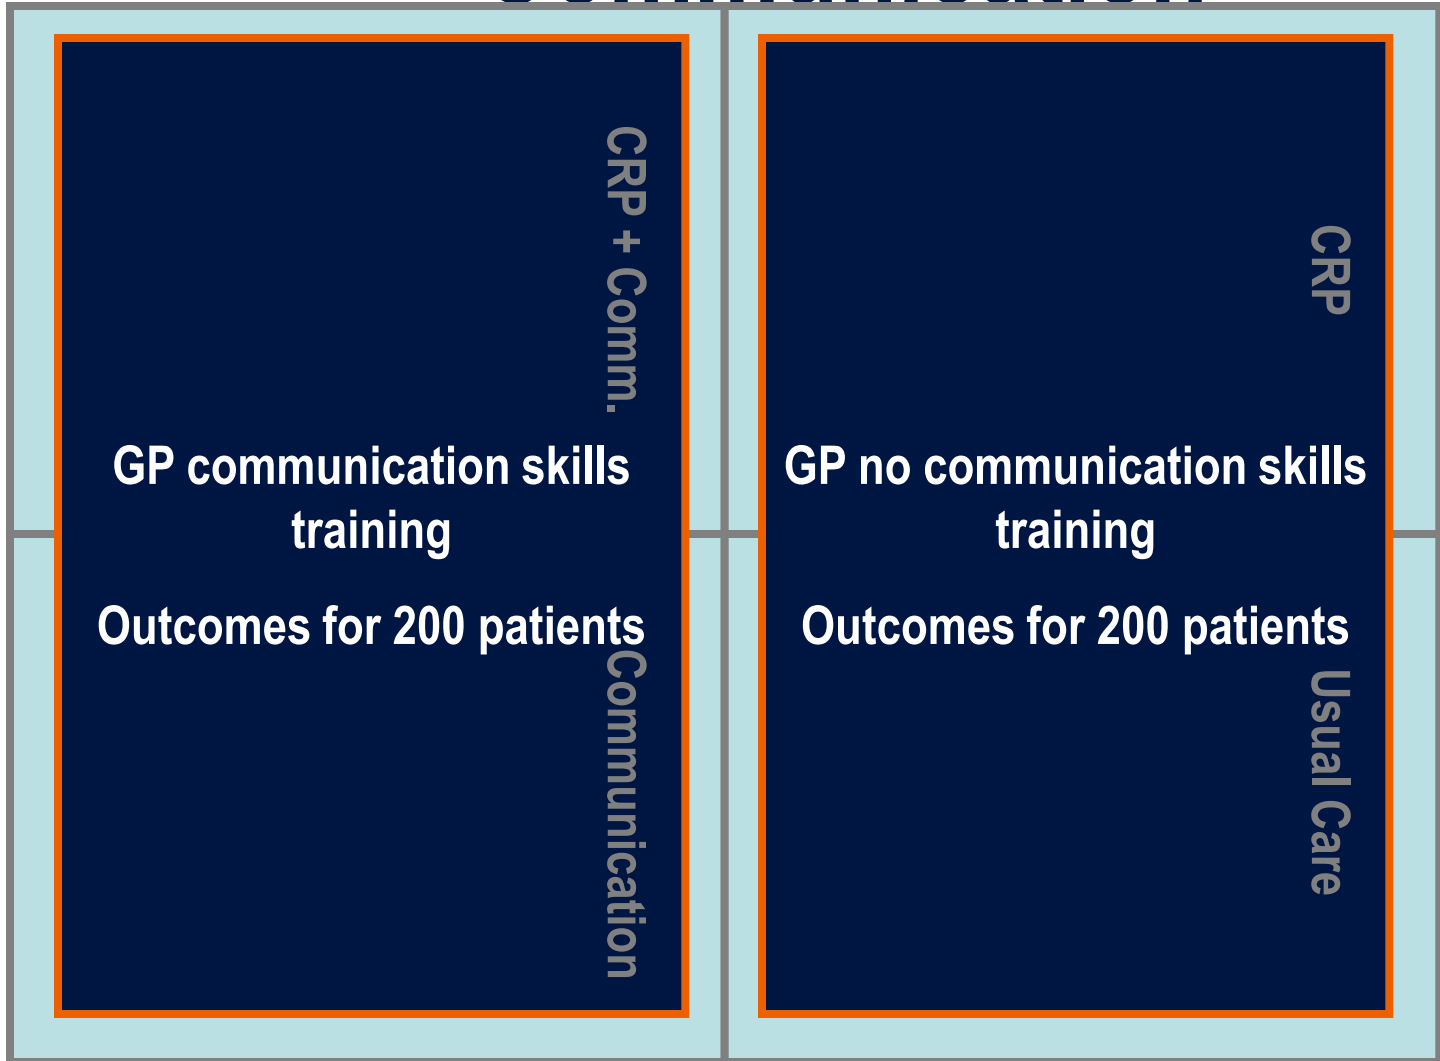 CRP + Comm.
GP communication skills
training
Outcomes for 200 patients
Communication
CRP
GP no communication skills
training
Outcomes for 200 patients
Usual Care